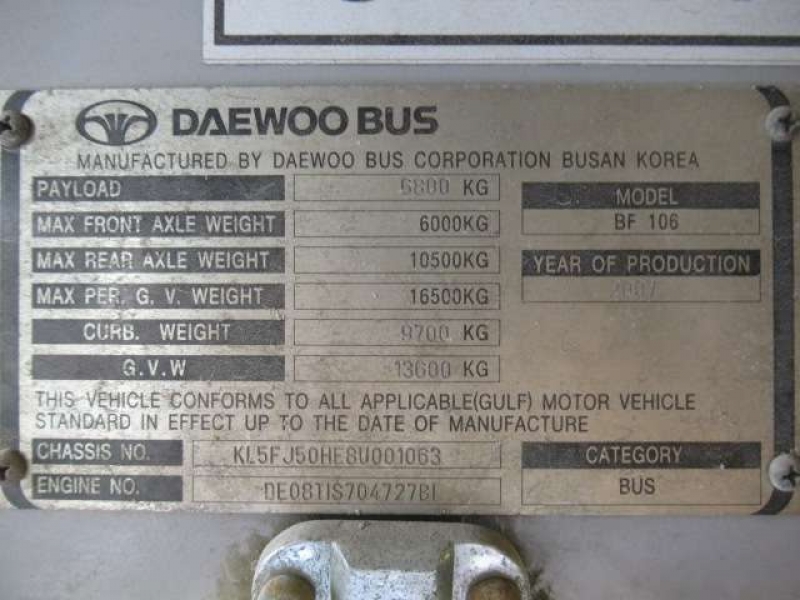 DAEWOO BUS
MANUFACTURED BY DAEWOO BUS CORPORATION BUSAN KOREA
PAYLOAD 6800 KG
MODEL
MAX FRONT AXLE WEIGHT 6000KG
BF 106
MAX REAR AXLE WEIGHT 10500KG
YEAR OF PRODUCTION
MAX PER. G. V. WEIGHT 16500KG
2007
CURB. WEIGHT 9700 KG
G.V.W 13600 KG
THIS VEHICLE CONFORMS TO ALL APPLICABLE(GULF) MOTOR VEHICLE
STANDARD IN EFFECT UP TO THE DATE OF MANUFACTURE
CHASSIS NO. KL5FJ50HE8U001063
CATEGORY
ENGINE NO. DE08TIS704727BI
BUS